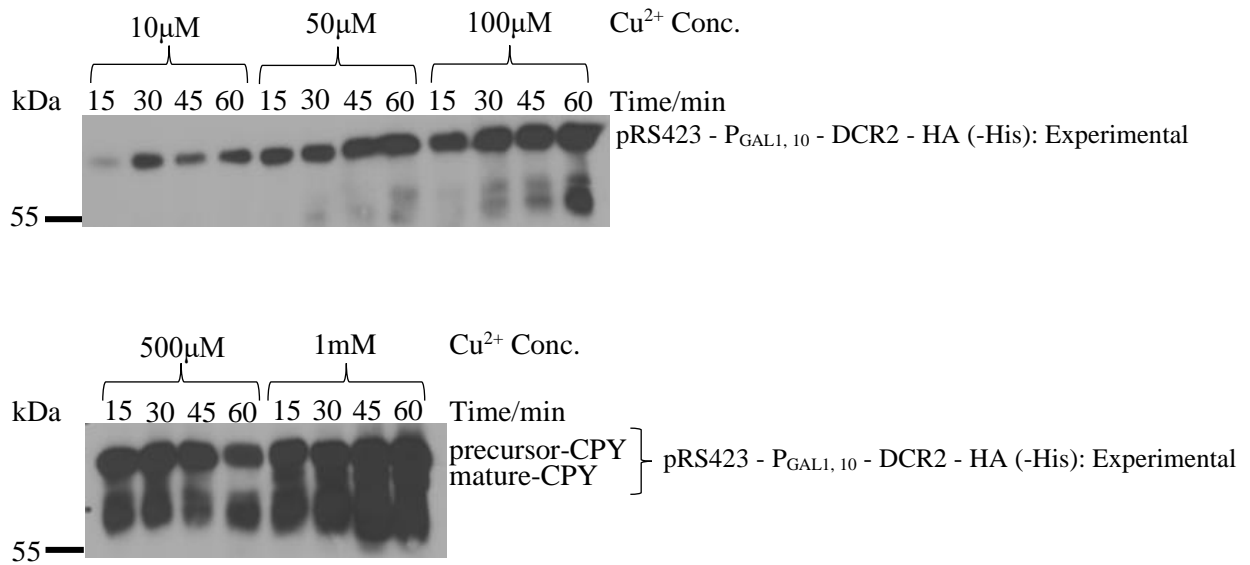 10μM 50μM 100μM Cu²⁺ Conc.
kDa 15 30 45 60 15 30 45 60 15 30 45 60 Time/min
pRS423 - P_GAL1, 10 - DCR2 - HA (-His): Experimental
55
500μM 1mM Cu²⁺ Conc.
kDa 15 30 45 60 15 30 45 60 Time/min
precursor-CPY
mature-CPY
pRS423 - P_GAL1, 10 - DCR2 - HA (-His): Experimental
55